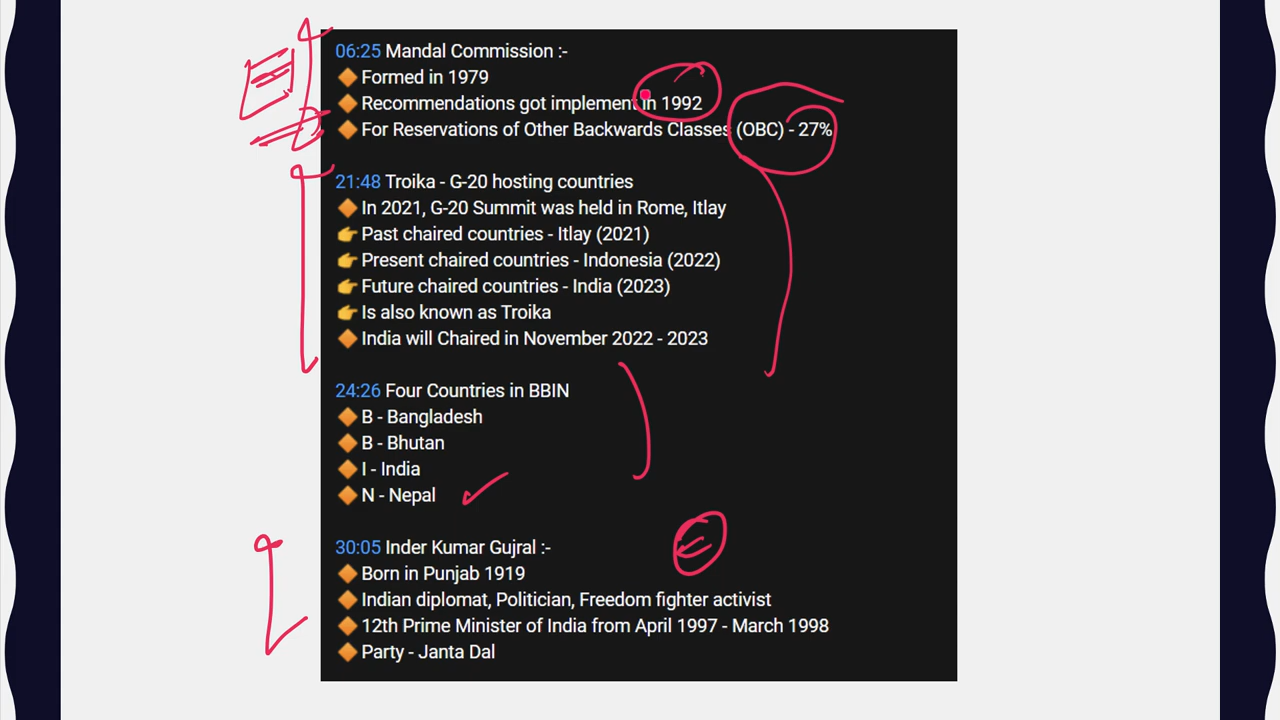 06:25 Mandal Commission :-
🔶 Formed in 1979
🔶 Recommendations got implement in 1992
🔶 For Reservations of Other Backwards Classes (OBC) - 27%
21:48 Troika - G-20 hosting countries
🔶 In 2021, G-20 Summit was held in Rome, Itlay
👉 Past chaired countries - Itlay (2021)
👉 Present chaired countries - Indonesia (2022)
👉 Future chaired countries - India (2023)
👉 Is also known as Troika
🔶 India will Chaired in November 2022 - 2023
24:26 Four Countries in BBIN
🔶 B - Bangladesh
🔶 B - Bhutan
🔶 I - India
🔶 N - Nepal
30:05 Inder Kumar Gujral :-
🔶 Born in Punjab 1919
🔶 Indian diplomat, Politician, Freedom fighter activist
🔶 12th Prime Minister of India from April 1997 - March 1998
🔶 Party - Janta Dal